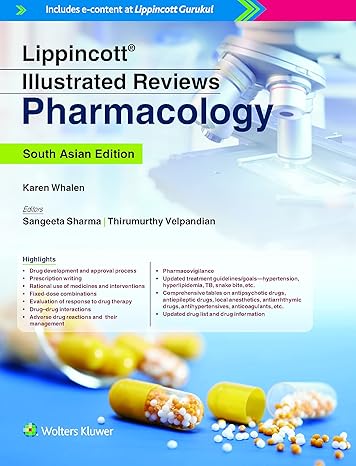 Includes e-content at Lippincott Gurukul
Lippincott®
Illustrated Reviews
Pharmacology
South Asian Edition
Karen Whalen
Editors
Sangeeta Sharma | Thirumurthy Velpandian
Highlights
• Drug development and approval process
• Prescription writing
• Rational use of medicines and interventions
• Fixed-dose combinations
• Evaluation of response to drug therapy
• Drug–drug interactions
• Adverse drug reactions and their
management
• Pharmacovigilance
• Updated treatment guidelines/goals—hypertension,
hyperlipidemia, TB, snake bite, etc.
• Comprehensive tables on antipsychotic drugs,
antiepileptic drugs, local anesthetics, antiarrhythmic
drugs, antihypertensives, anticoagulants, etc.
• Updated drug list and drug information
Wolters Kluwer